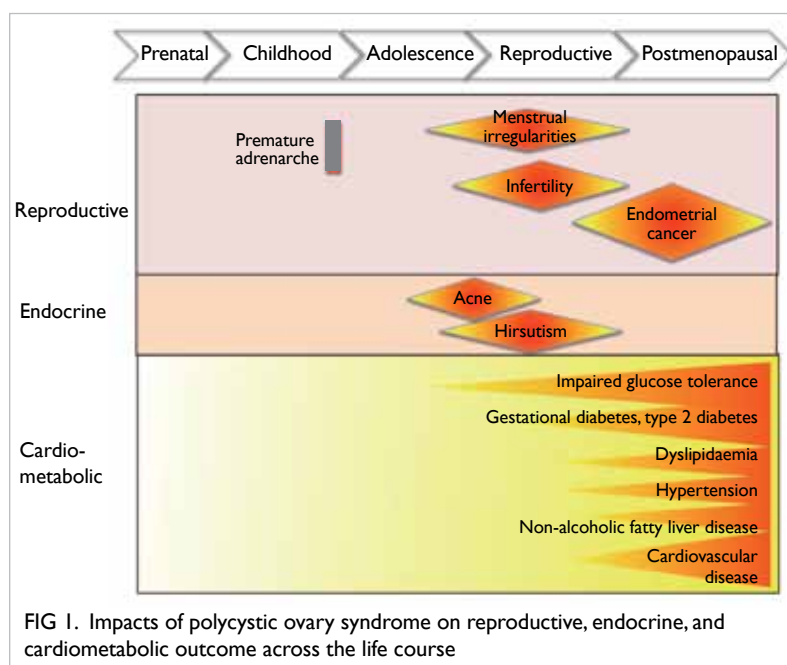 Prenatal Childhood Adolescence Reproductive Postmenopausal
Menstrual
irregularities
Premature
adrenarche
Infertility
Reproductive
Endometrial
cancer
Acne
Endocrine
Hirsutism
Impaired glucose tolerance
Gestational diabetes, type 2 diabetes
Cardio-
metabolic
Dyslipidaemia
Hypertension
Non-alcoholic fatty liver disease
Cardiovascular
disease
FIG 1. Impacts of polycystic ovary syndrome on reproductive, endocrine, and
cardiometabolic outcome across the life course